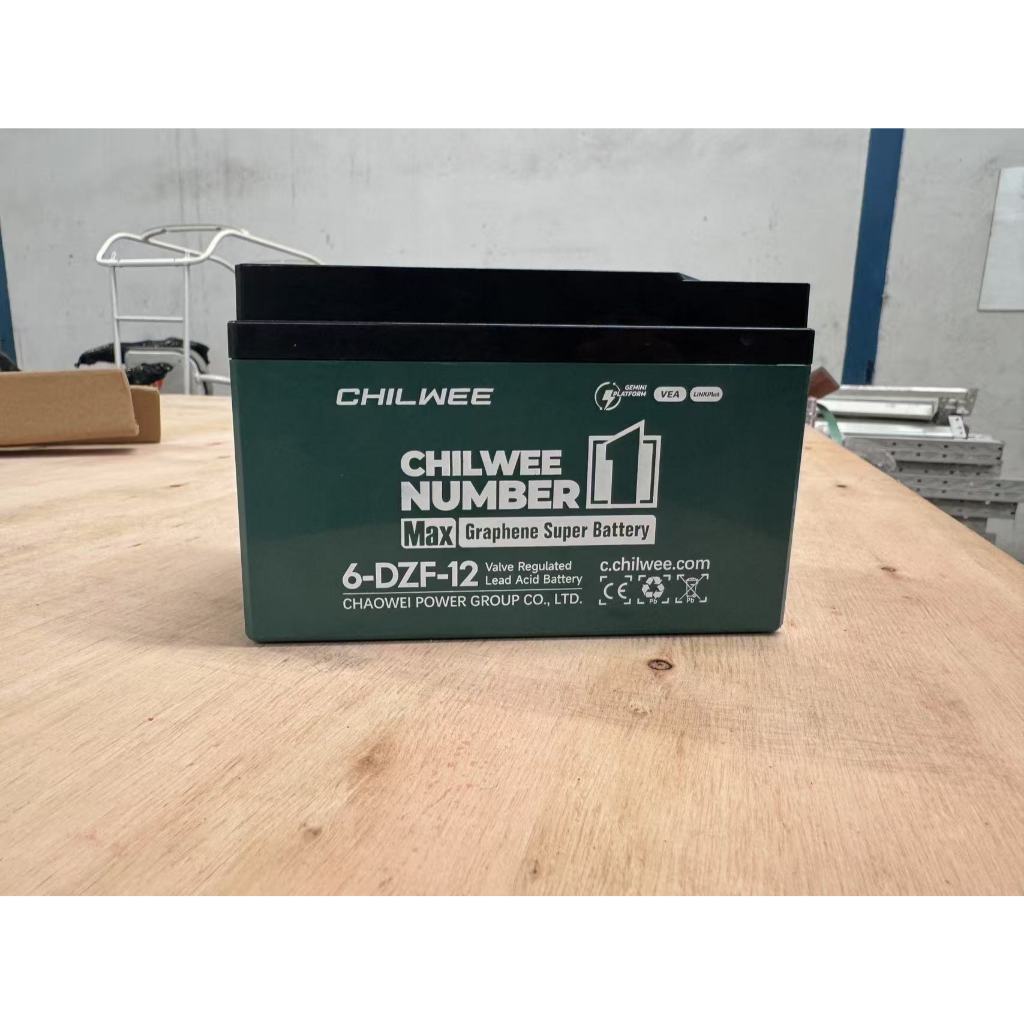 CHILWEE
GEMINI
PLATFORM
VEA
LINKPlus
CHILWEE
NUMBER 1
Max Graphene Super Battery
6-DZF-12
Valve Regulated
Lead Acid Battery
CHAOWEI POWER GROUP CO., LTD.
c.chilwee.com
CE
Pb
Pb